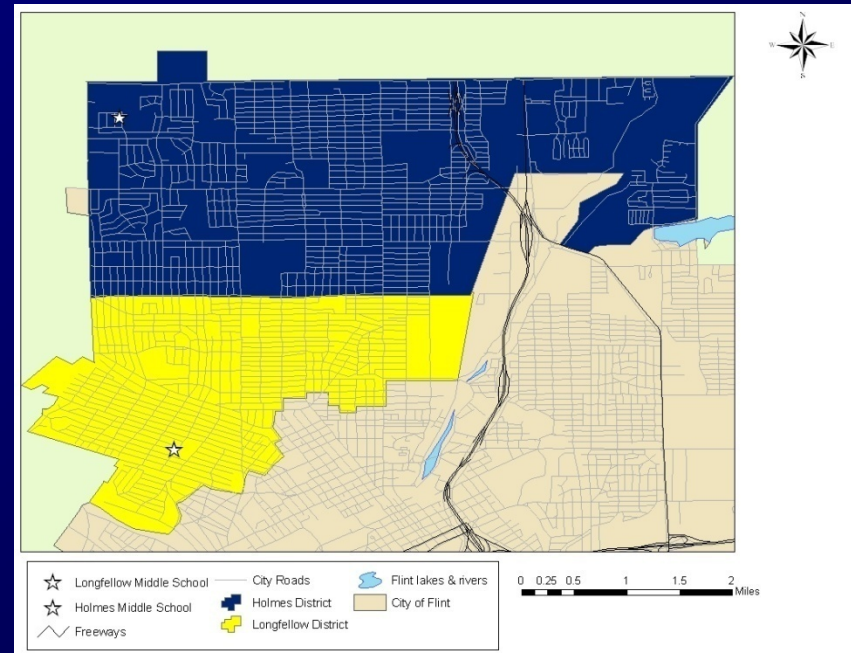 N
W E
S
Longfellow Middle School
Holmes Middle School
Freeways
City Roads
Holmes District
Longfellow District
Flint lakes & rivers
City of Flint
0 0.25 0.5 1 1.5 2
Miles